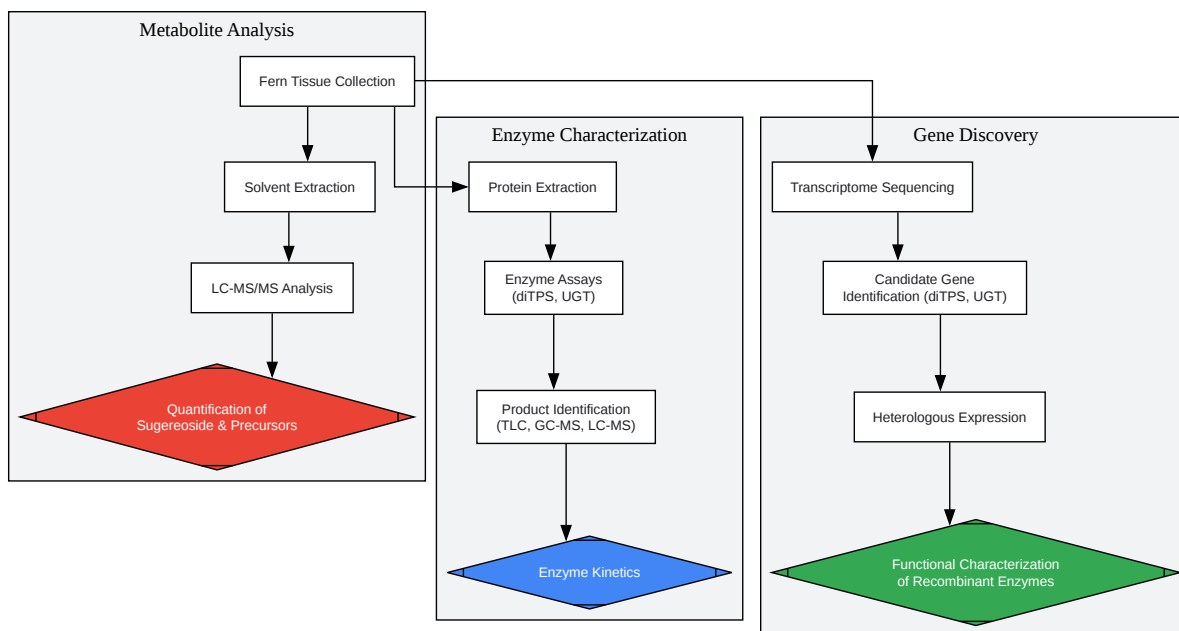 Metabolite Analysis
Fern Tissue Collection
Solvent Extraction
LC-MS/MS Analysis
Quantification of
Sugereoside & Precursors
Enzyme Characterization
Protein Extraction
Enzyme Assays
(diTPS, UGT)
Product Identification
(TLC, GC-MS, LC-MS)
Enzyme Kinetics
Gene Discovery
Transcriptome Sequencing
Candidate Gene
Identification (diTPS, UGT)
Heterologous Expression
Functional Characterization
of Recombinant Enzymes